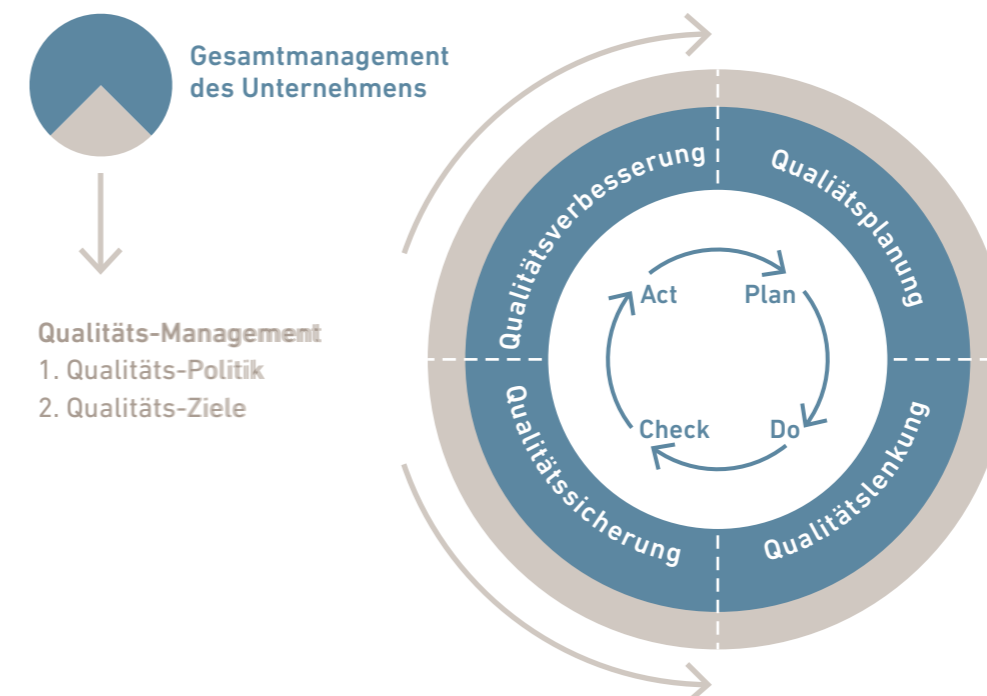 Gesamtmanagement
des Unternehmens
Qualitäts-Management
1. Qualitäts-Politik
2. Qualitäts-Ziele
Qualitätsverbesserung
Qualiätsplanung
Act
Plan
Check
Do
Qualitätssicherung
Qualitätslenkung